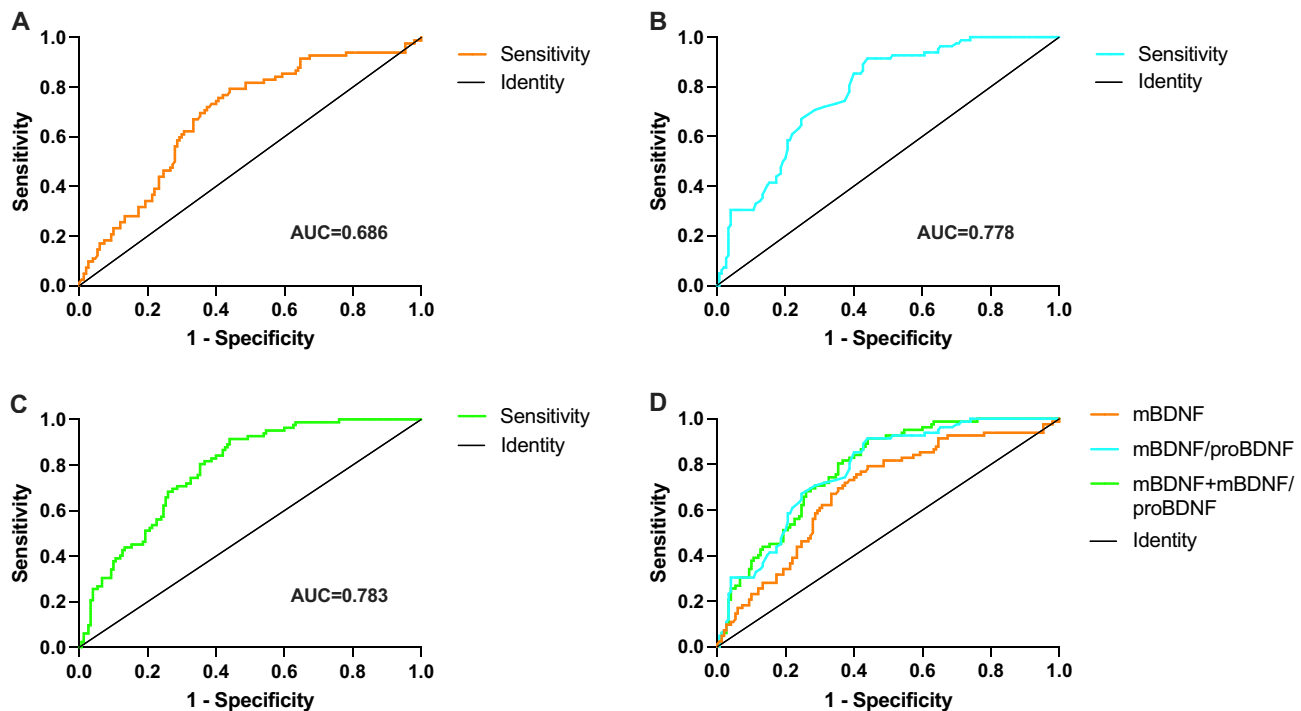 A
Sensitivity
Identity
1.0
0.8
0.6
0.4
0.2
0.0
Sensitivity
AUC=0.686
0.0 0.2 0.4 0.6 0.8 1.0
1 - Specificity
B
Sensitivity
Identity
1.0
0.8
0.6
0.4
0.2
0.0
Sensitivity
AUC=0.778
0.0 0.2 0.4 0.6 0.8 1.0
1 - Specificity
C
Sensitivity
Identity
1.0
0.8
0.6
0.4
0.2
0.0
Sensitivity
AUC=0.783
0.0 0.2 0.4 0.6 0.8 1.0
1 - Specificity
D
mBDNF
mBDNF/proBDNF
mBDNF+mBDNF/
proBDNF
Identity
1.0
0.8
0.6
0.4
0.2
0.0
Sensitivity
0.0 0.2 0.4 0.6 0.8 1.0
1 - Specificity